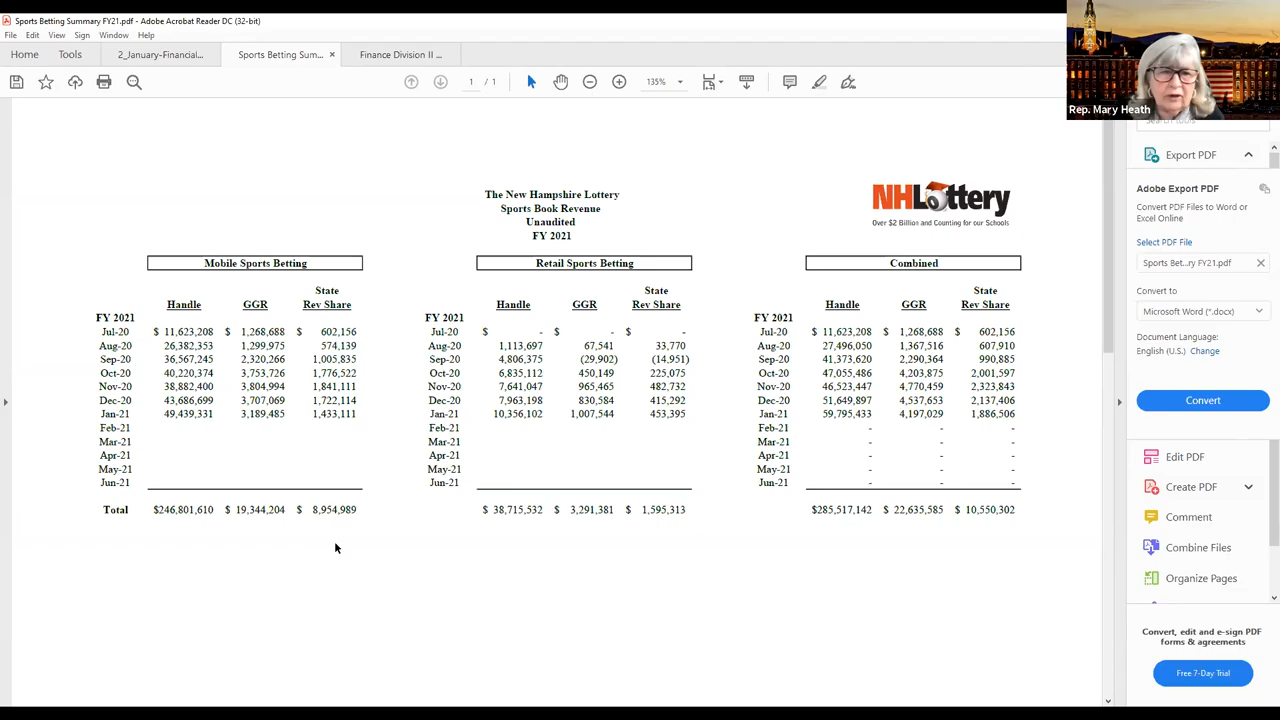 Sports Betting Summary FY21.pdf - Adobe Acrobat Reader DC (32-bit)
File Edit View Sign Window Help
Home Tools 2_January-Financial... Sports Betting Sum... × Finance Division II ...
1 / 1 135%
Rep. Mary Heath
The New Hampshire Lottery
Sports Book Revenue
Unaudited
FY 2021
NHLottery
Over $2 Billion and Counting for our Schools
Mobile Sports Betting Retail Sports Betting Combined
State State State
Handle GGR Rev Share Handle GGR Rev Share Handle GGR Rev Share
FY 2021 FY 2021 FY 2021
Jul-20 $ 11,623,208 $ 1,268,688 $ 602,156 Jul-20 $ - $ - $ - Jul-20 $ 11,623,208 $ 1,268,688 $ 602,156
Aug-20 26,382,353 1,299,975 574,139 Aug-20 1,113,697 67,541 33,770 Aug-20 27,496,050 1,367,516 607,910
Sep-20 36,567,245 2,320,266 1,005,835 Sep-20 4,806,375 (29,902) (14,951) Sep-20 41,373,620 2,290,364 990,885
Oct-20 40,220,374 3,753,726 1,776,522 Oct-20 6,835,112 450,149 225,075 Oct-20 47,055,486 4,203,875 2,001,597
Nov-20 38,882,400 3,804,994 1,841,111 Nov-20 7,641,047 965,465 482,732 Nov-20 46,523,447 4,770,459 2,323,843
Dec-20 43,686,699 3,707,069 1,722,114 Dec-20 7,963,198 830,584 415,292 Dec-20 51,649,897 4,537,653 2,137,406
Jan-21 49,439,331 3,189,485 1,433,111 Jan-21 10,356,102 1,007,544 453,395 Jan-21 59,795,433 4,197,029 1,886,506
Feb-21 Feb-21 Feb-21 - - -
Mar-21 Mar-21 Mar-21 - - -
Apr-21 Apr-21 Apr-21 - - -
May-21 May-21 May-21 - - -
Jun-21 Jun-21 Jun-21 - - -
Total $246,801,610 $ 19,344,204 $ 8,954,989 $ 38,715,532 $ 3,291,381 $ 1,595,313 $285,517,142 $ 22,635,585 $ 10,550,302
Search tools
Export PDF
Adobe Export PDF
Convert PDF Files to Word or
Excel Online
Select PDF File
Sports Bet...ry FY21.pdf
Convert to
Microsoft Word (*.docx)
Document Language:
English (U.S.) Change
Convert
Edit PDF
Create PDF
Comment
Combine Files
Organize Pages
Convert, edit and e-sign PDF
forms & agreements
Free 7-Day Trial